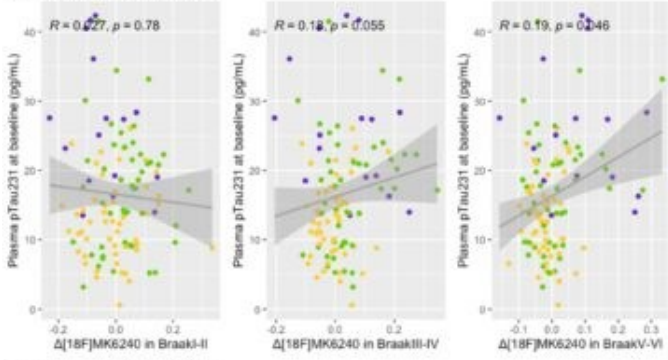 R = 0.027, p = 0.78
R = 0.18, p = 0.055
R = 0.19, p = 0.046
Plasma pTau231 at baseline (pg/mL)
Plasma pTau231 at baseline (pg/mL)
Plasma pTau231 at baseline (pg/mL)
40
30
20
10
0
40
30
20
10
0
40
30
20
10
0
-0.2 0.0 0.2
0.0 0.2
-0.1 0.0 0.1 0.2 0.3
Δ[18F]MK6240 in BraakI-II
Δ[18F]MK6240 in BraakIII-IV
Δ[18F]MK6240 in BraakV-VI